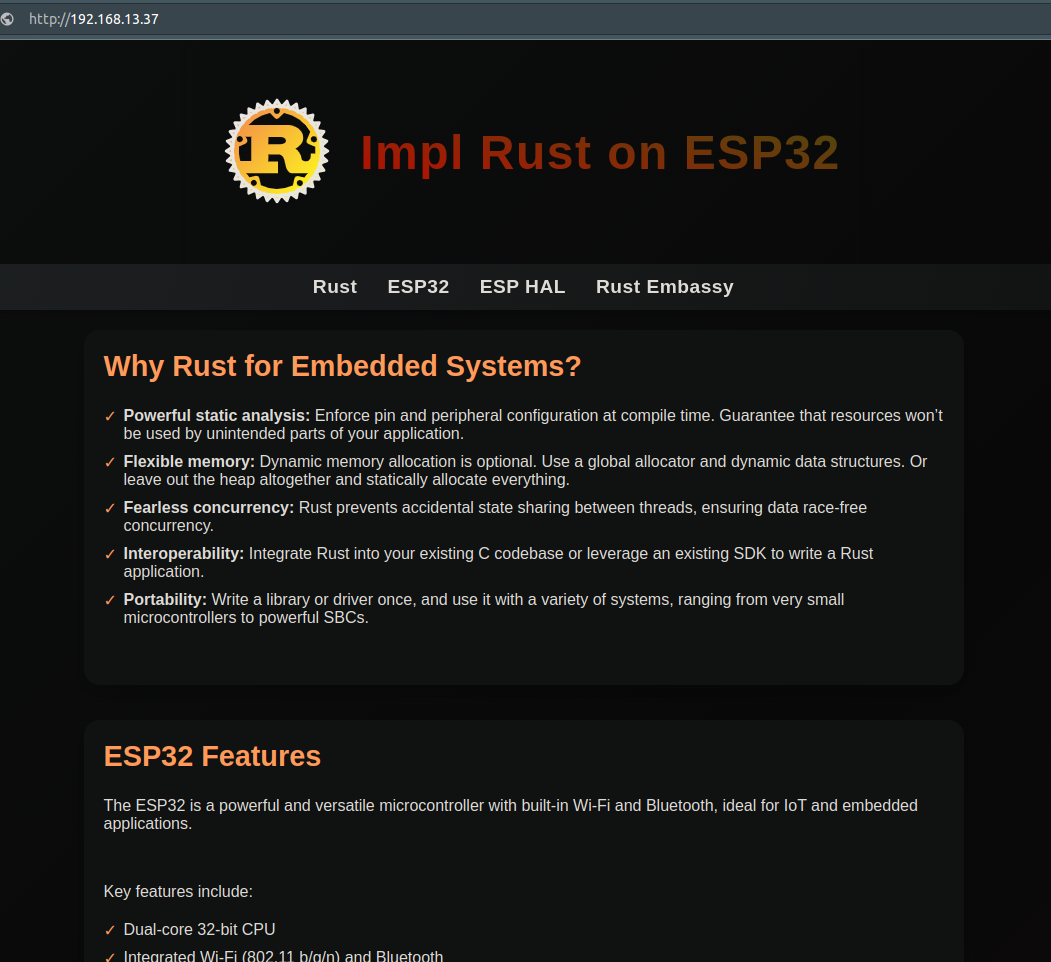 http://192.168.13.37
R
Impl Rust on ESP32
Rust ESP32 ESP HAL Rust Embassy
Why Rust for Embedded Systems?
✓ Powerful static analysis: Enforce pin and peripheral configuration at compile time. Guarantee that resources won’t
be used by unintended parts of your application.
✓ Flexible memory: Dynamic memory allocation is optional. Use a global allocator and dynamic data structures. Or
leave out the heap altogether and statically allocate everything.
✓ Fearless concurrency: Rust prevents accidental state sharing between threads, ensuring data race-free
concurrency.
✓ Interoperability: Integrate Rust into your existing C codebase or leverage an existing SDK to write a Rust
application.
✓ Portability: Write a library or driver once, and use it with a variety of systems, ranging from very small
microcontrollers to powerful SBCs.
ESP32 Features
The ESP32 is a powerful and versatile microcontroller with built-in Wi-Fi and Bluetooth, ideal for IoT and embedded
applications.
Key features include:
✓ Dual-core 32-bit CPU
✓ Integrated Wi-Fi (802.11 b/g/n) and Bluetooth